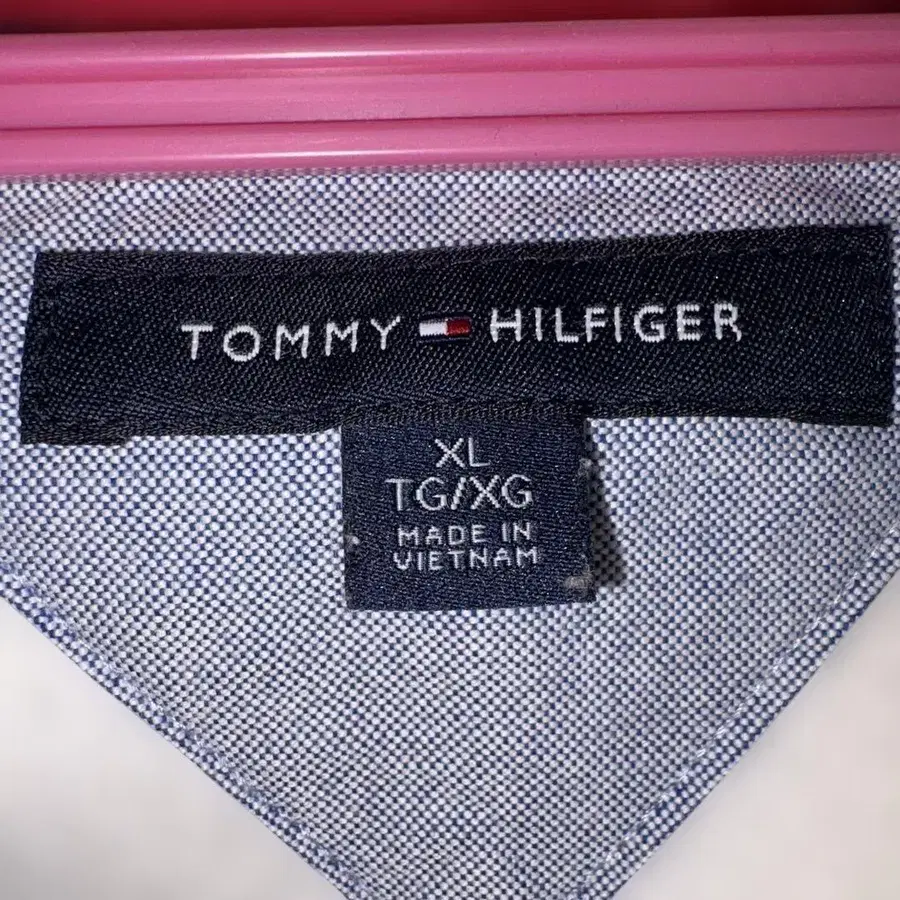 TOMMY HILFIGER
XL
TG/XG
MADE IN
VIETNAM